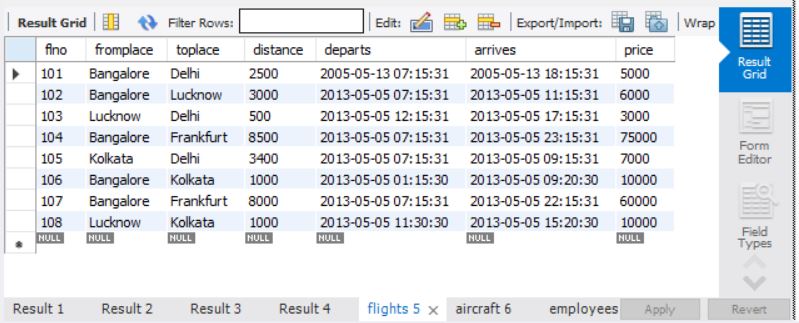 Result Grid Filter Rows: Edit: Export/Import: Wrap
flno fromplace toplace distance departs arrives price
101 Bangalore Delhi 2500 2005-05-13 07:15:31 2005-05-13 18:15:31 5000
102 Bangalore Lucknow 3000 2013-05-05 07:15:31 2013-05-05 11:15:31 6000
103 Lucknow Delhi 500 2013-05-05 12:15:31 2013-05-05 17:15:31 3000
104 Bangalore Frankfurt 8500 2013-05-05 07:15:31 2013-05-05 23:15:31 75000
105 Kolkata Delhi 3400 2013-05-05 07:15:31 2013-05-05 09:15:31 7000
106 Bangalore Kolkata 1000 2013-05-05 01:15:30 2013-05-05 09:20:30 10000
107 Bangalore Frankfurt 8000 2013-05-05 07:15:31 2013-05-05 22:15:31 60000
108 Lucknow Kolkata 1000 2013-05-05 11:30:30 2013-05-05 15:20:30 10000
NULL NULL NULL NULL NULL NULL NULL
Result
Grid
Form
Editor
Field
Types
Result 1 Result 2 Result 3 Result 4 flights 5 aircraft 6 employees Apply Revert